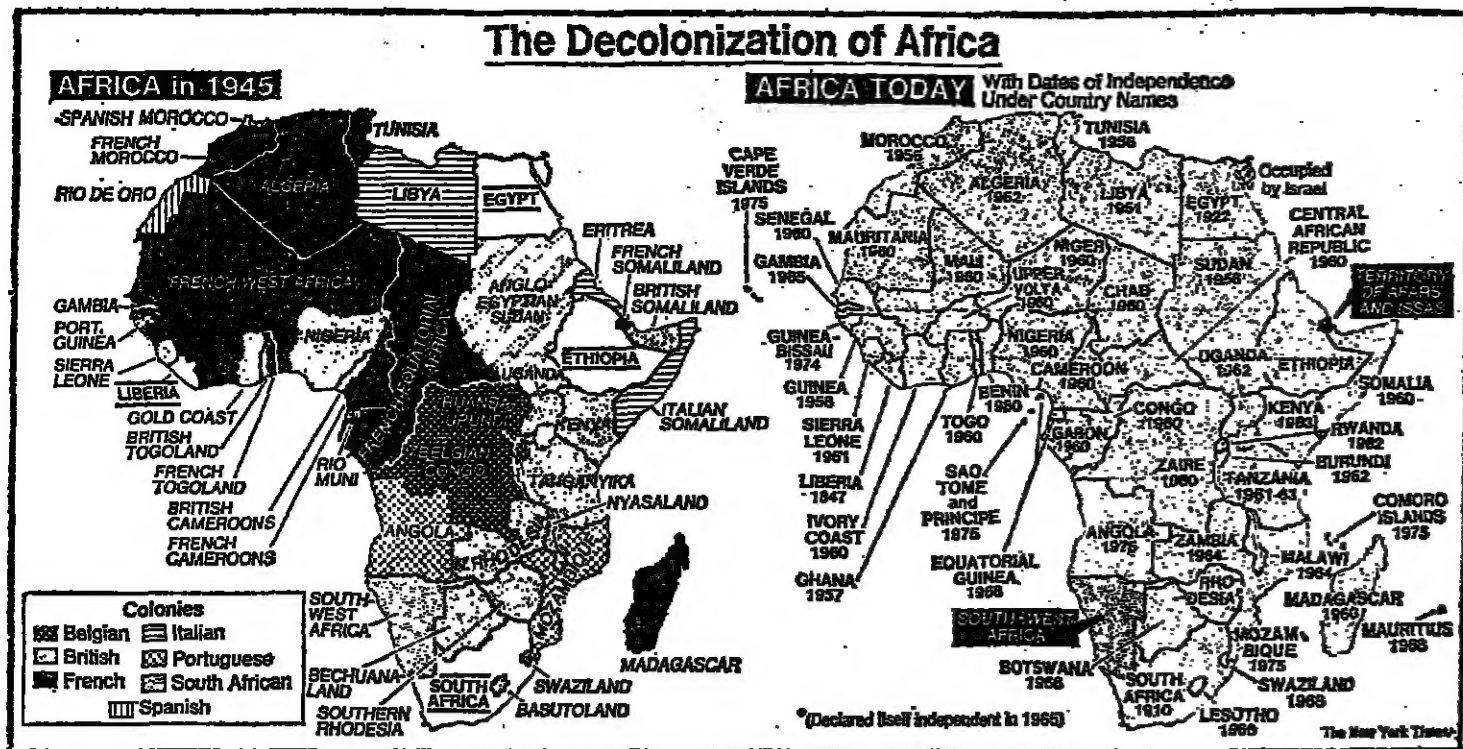 The Decolonization of Africa
AFRICA in 1945
SPANISH MOROCCO
FRENCH
MOROCCO
RIO DE ORO
TUNISIA
ALGERIA
LIBYA
EGYPT
ERITREA
FRENCH
SOMALILAND
BRITISH
SOMALILAND
FRENCH WEST AFRICA
ANGLO-
EGYPTIAN
SUDAN
GAMBIA
PORT.
GUINEA
SIERRA
LEONE
LIBERIA
NIGERIA
ETHIOPIA
UGANDA
GOLD COAST
BRITISH
TOGOLAND
FRENCH
TOGOLAND
BRITISH
CAMEROONS
FRENCH
CAMEROONS
RIO
MUNI
FRENCH EQUATORIAL
AFRICA
BELGIAN
CONGO
KENYA
ITALIAN
SOMALILAND
TANGANYIKA
NYASALAND
ANGOLA
MOZAMBIQUE
SOUTH-
WEST
AFRICA
BECHUANA-
LAND
SOUTHERN
RHODESIA
SOUTH
AFRICA
SWAZILAND
BASUTOLAND
MADAGASCAR
Colonies
Belgian
Italian
British
Portuguese
French
South African
Spanish
AFRICA TODAY
With Dates of Independence
Under Country Names
CAPE
VERDE
ISLANDS
1975
MOROCCO
1956
TUNISIA
1956
ALGERIA
1962
LIBYA
1951
EGYPT
1922
Occupied
by Israel
CENTRAL
AFRICAN
REPUBLIC
1960
SENEGAL
1960
MAURITANIA
1960
GAMBIA
1965
MALI
1960
NIGER
1960
UPPER
VOLTA
1960
CHAD
1960
SUDAN
1956
TERRITORY
OF AFARS
AND ISSAS
GUINEA-
BISSAU
1974
GUINEA
1958
SIERRA
LEONE
1961
LIBERIA
1847
IVORY
COAST
1960
GHANA
1957
TOGO
1960
BENIN
1960
NIGERIA
1960
CAMEROON
1960
UGANDA
1962
ETHIOPIA
SOMALIA
1960
SAO
TOME
and
PRINCIPE
1975
EQUATORIAL
GUINEA
1968
GABON
1960
CONGO
1960
KENYA
1963
RWANDA
1962
BURUNDI
1962
ZAIRE
1960
TANZANIA
1961-63
COMORO
ISLANDS
1975
ANGOLA
1975
ZAMBIA
1964
MALAWI
1964
RHO
DESIA
MADAGASCAR
1960
MAURITIUS
1968
SOUTH-WEST
AFRICA
MOZAM
BIQUE
1975
BOTSWANA
1966
SOUTH
AFRICA
1910
SWAZILAND
1968
LESOTHO
1966
*(Declared itself independent in 1965)
The New York Times